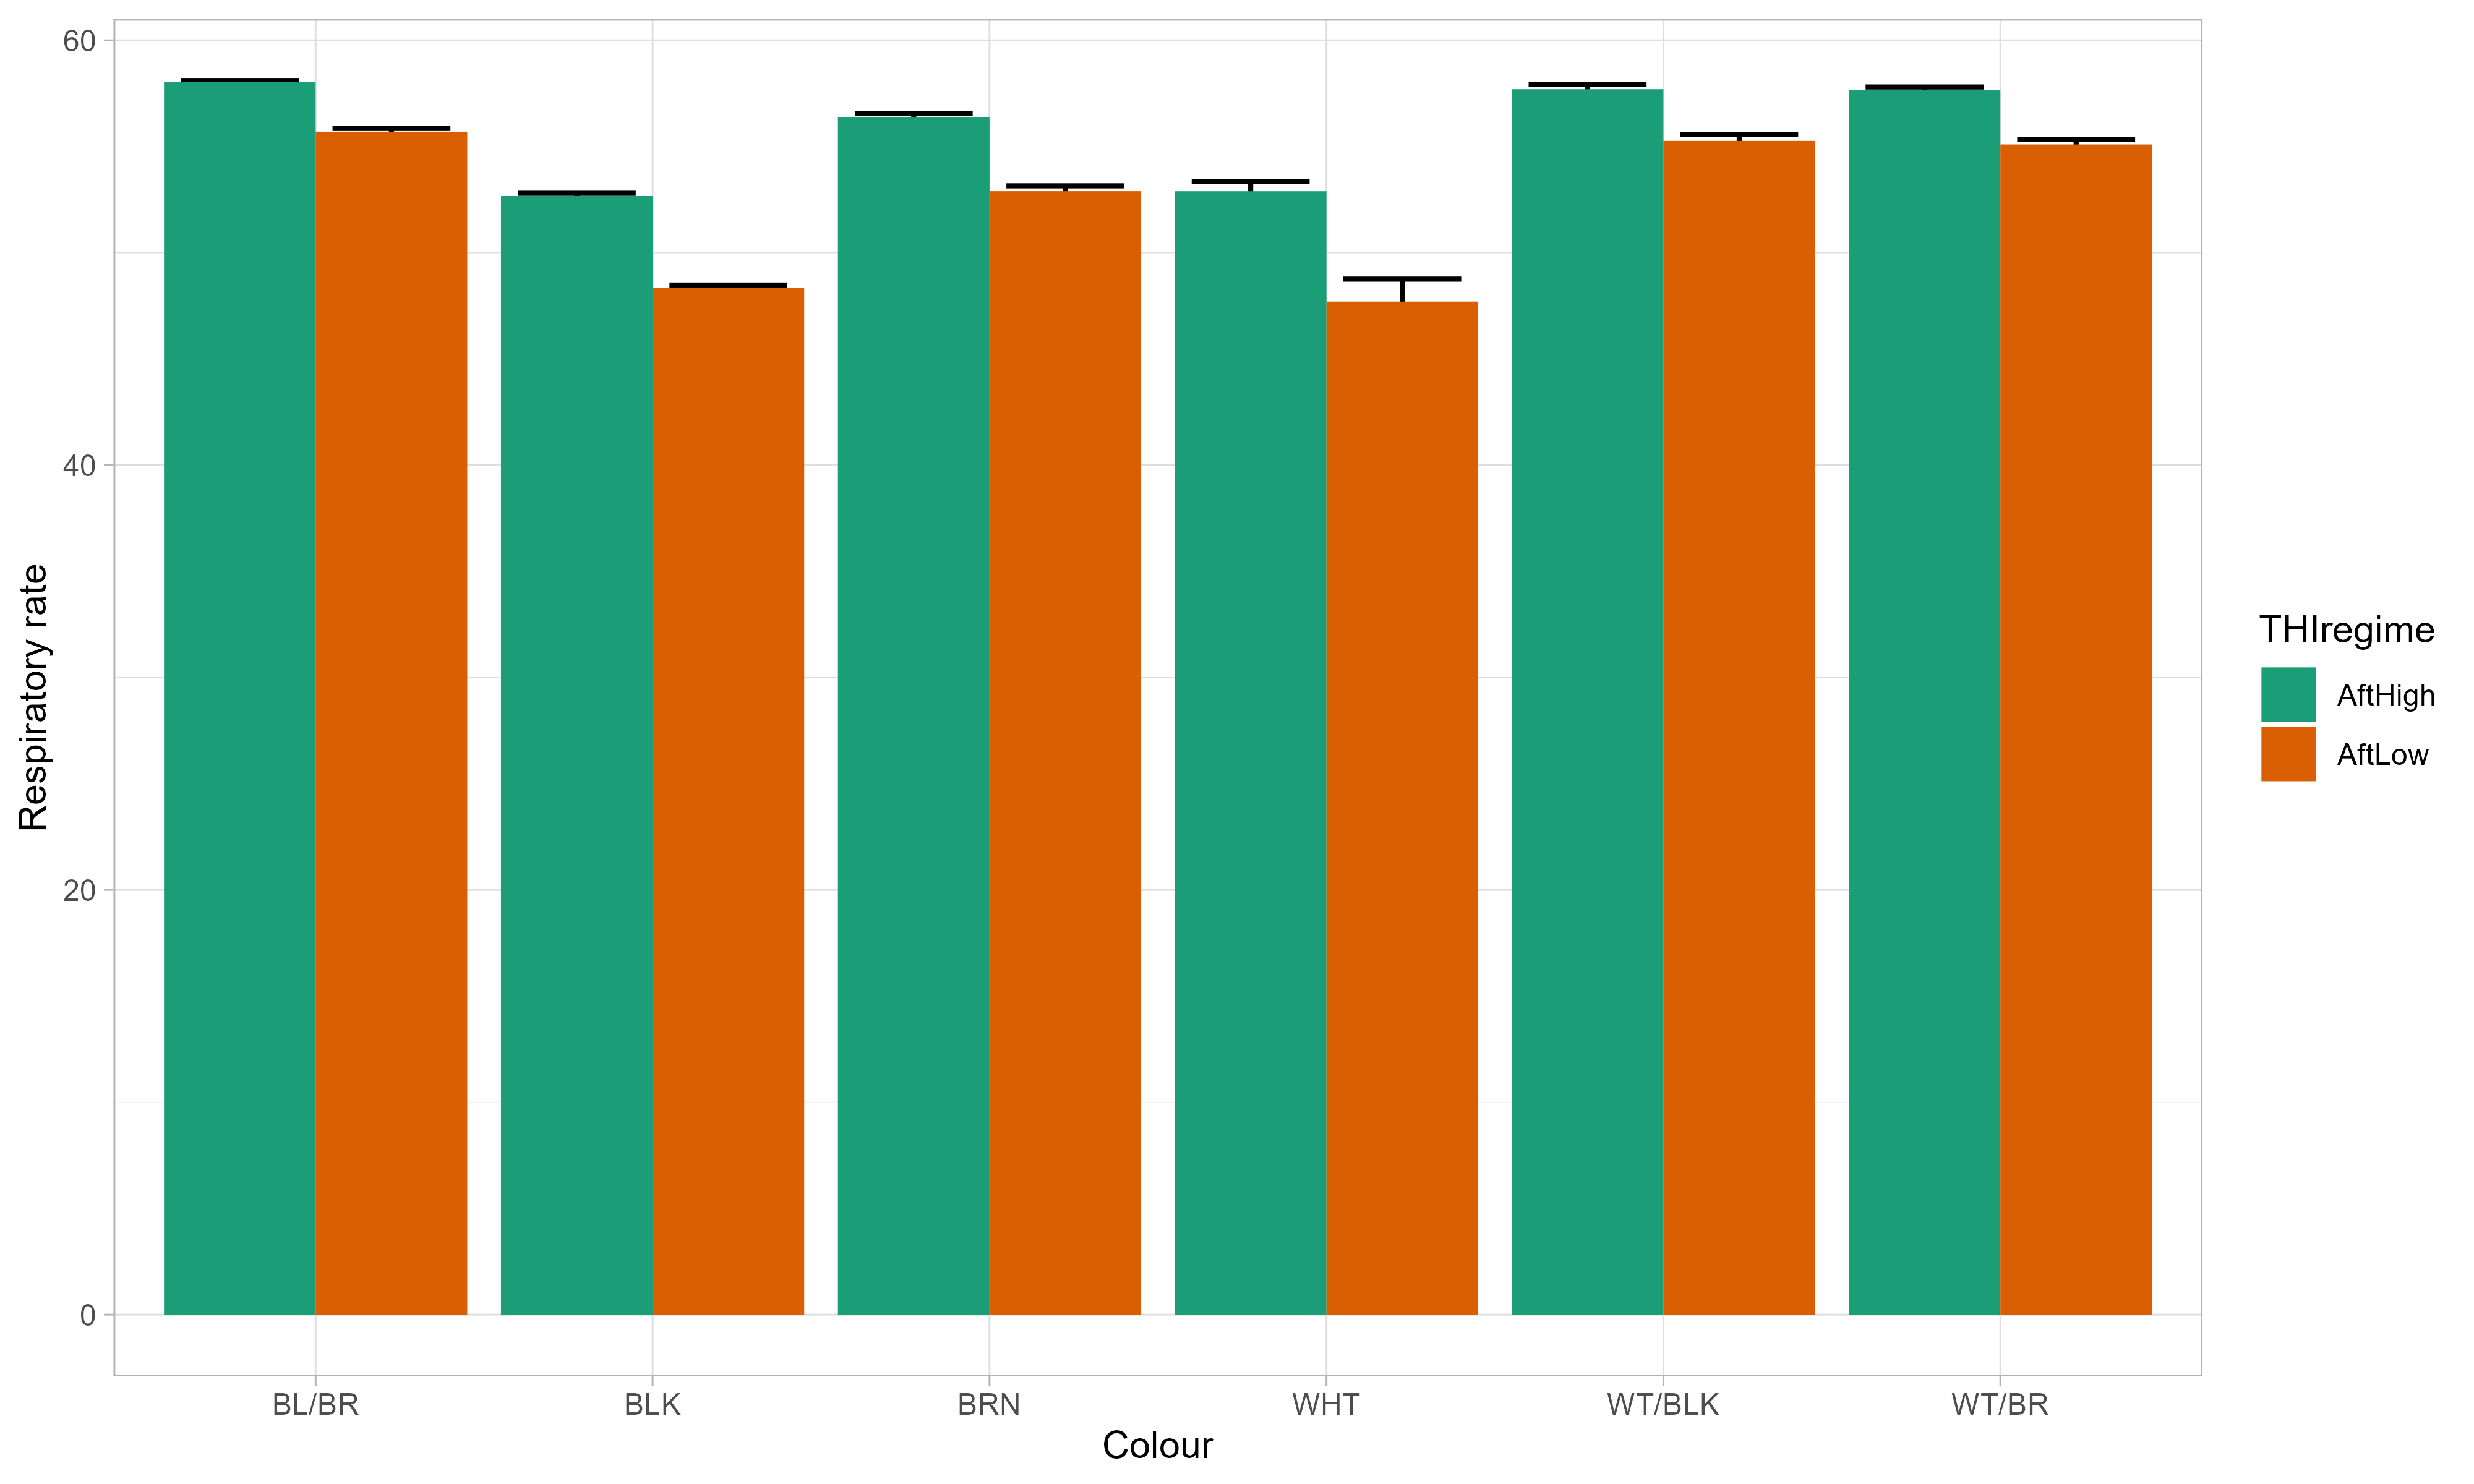 60
40
20
0
Respiratory rate
BL/BR
BLK
BRN
WHT
WT/BLK
WT/BR
Colour
THIregime
AftHigh
AftLow